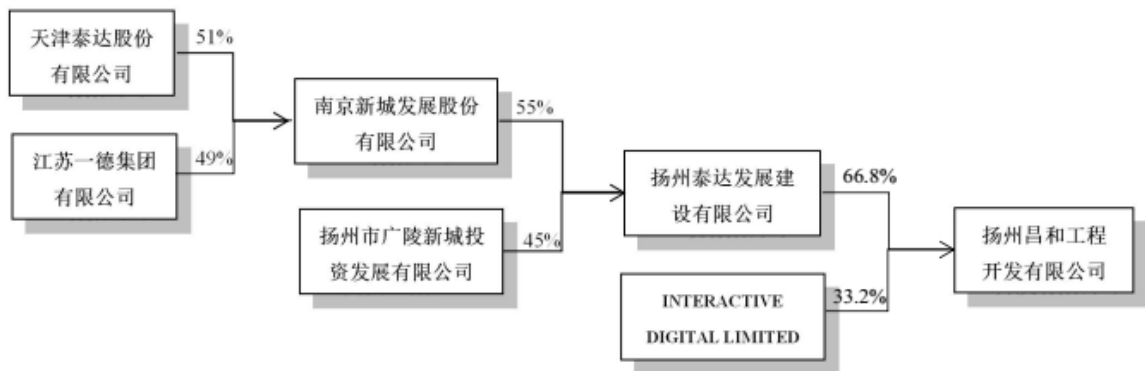 天津泰达股份
有限公司
51%
江苏一德集团
有限公司
49%
南京新城发展股份
有限公司
55%
扬州市广陵新城投
资发展有限公司
45%
扬州泰达发展建
设有限公司
66.8%
INTERACTIVE
DIGITAL LIMITED
33.2%
扬州昌和工程
开发有限公司